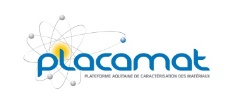 placamat
PLATEFORME AQUITAINE DE CARACTÉRISATION DES MATÉRIAUX